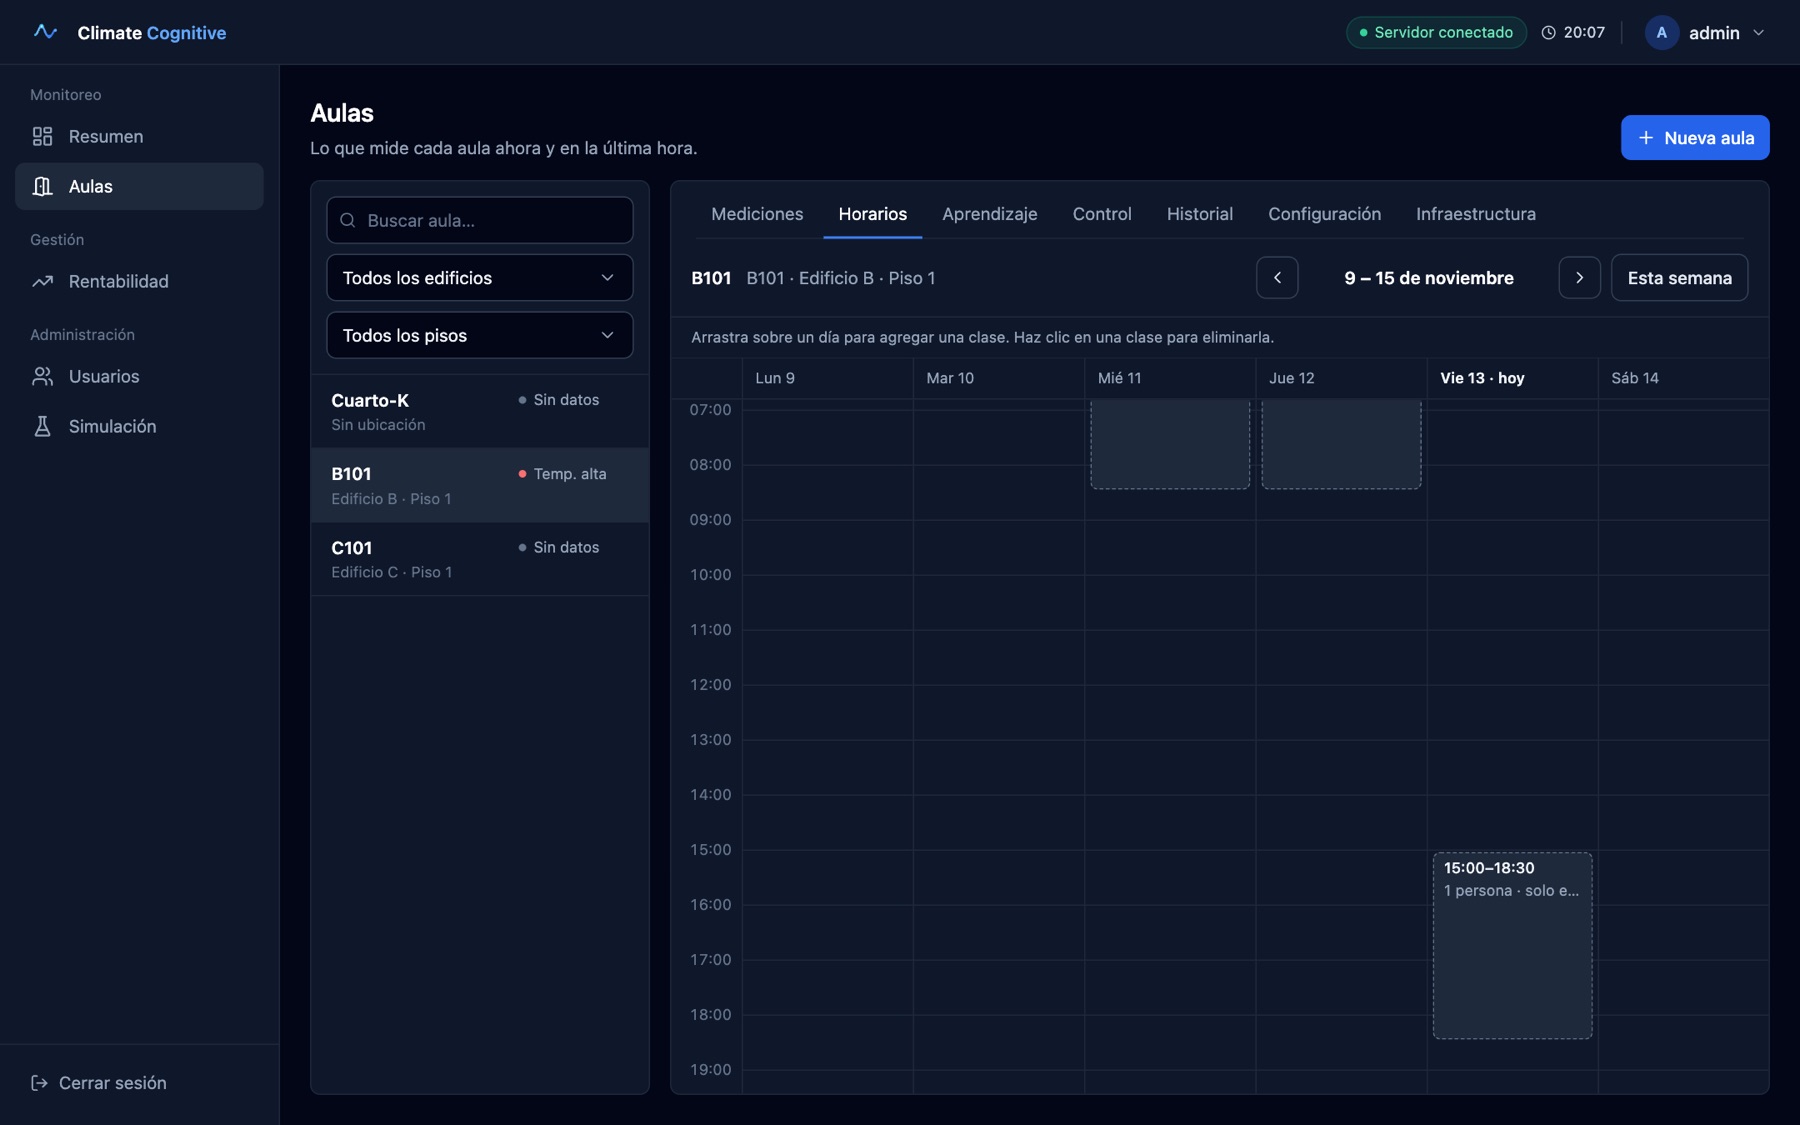 Climate Cognitive
Servidor conectado
20:07
A
admin
Monitoreo
Resumen
Aulas
Gestión
Rentabilidad
Administración
Usuarios
Simulación
Cerrar sesión
Aulas
Lo que mide cada aula ahora y en la última hora.
+ Nueva aula
Buscar aula...
Todos los edificios
Todos los pisos
Cuarto-K
Sin datos
Sin ubicación
B101
Temp. alta
Edificio B · Piso 1
C101
Sin datos
Edificio C · Piso 1
Mediciones Horarios Aprendizaje Control Historial Configuración Infraestructura
B101 B101 · Edificio B · Piso 1
9 – 15 de noviembre
Esta semana
Arrastra sobre un día para agregar una clase. Haz clic en una clase para eliminarla.
Lun 9 Mar 10 Mié 11 Jue 12 Vie 13 · hoy Sáb 14
07:00
08:00
09:00
10:00
11:00
12:00
13:00
14:00
15:00
15:00–18:30
1 persona · solo e...
16:00
17:00
18:00
19:00